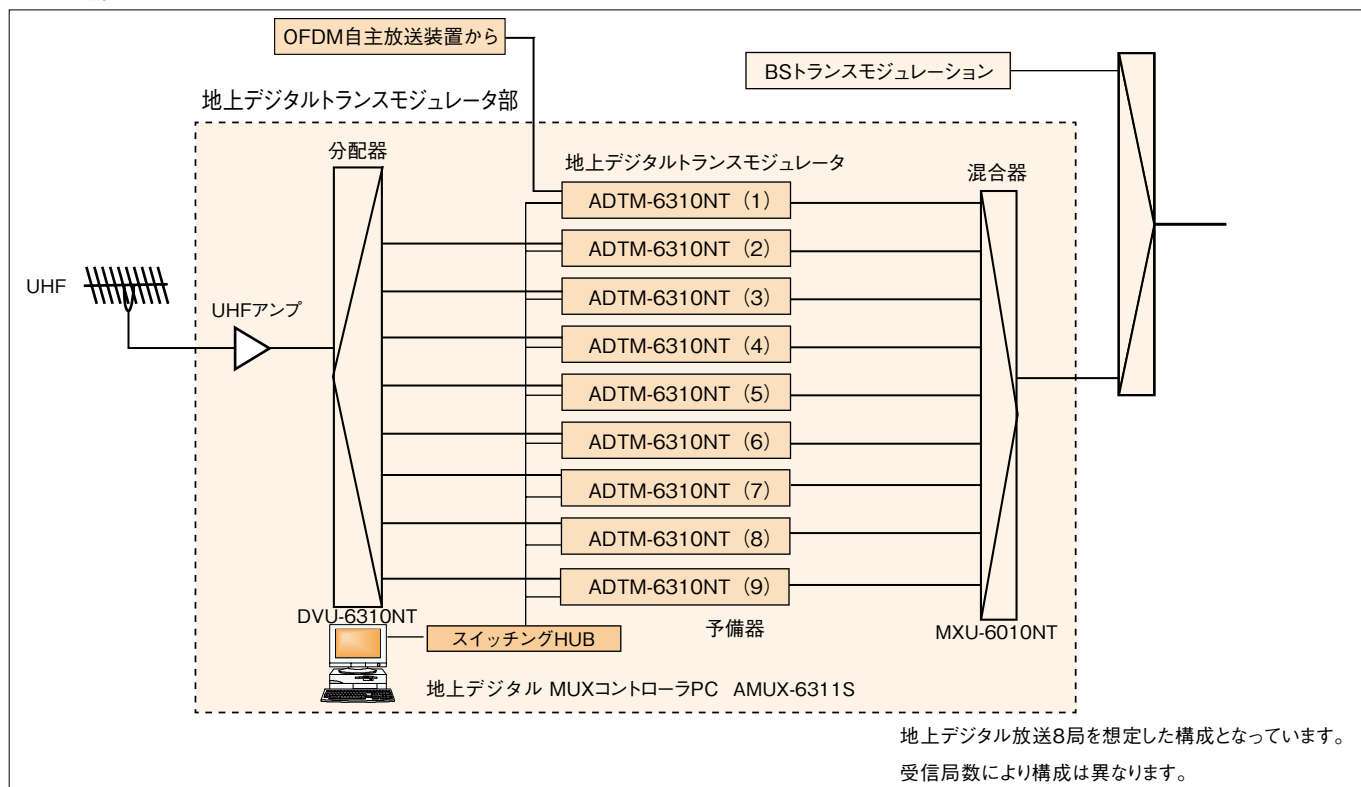 OFDM自主放送装置から
BSトランスモジュレーション
地上デジタルトランスモジュレータ部
分配器
地上デジタルトランスモジュレータ
混合器
ADTM-6310NT（1）
ADTM-6310NT（2）
ADTM-6310NT（3）
ADTM-6310NT（4）
ADTM-6310NT（5）
ADTM-6310NT（6）
ADTM-6310NT（7）
ADTM-6310NT（8）
ADTM-6310NT（9）
UHF
UHFアンプ
DVU-6310NT
予備器
MXU-6010NT
スイッチングHUB
地上デジタル MUXコントローラPC AMUX-6311S
地上デジタル放送8局を想定した構成となっています。
受信局数により構成は異なります。